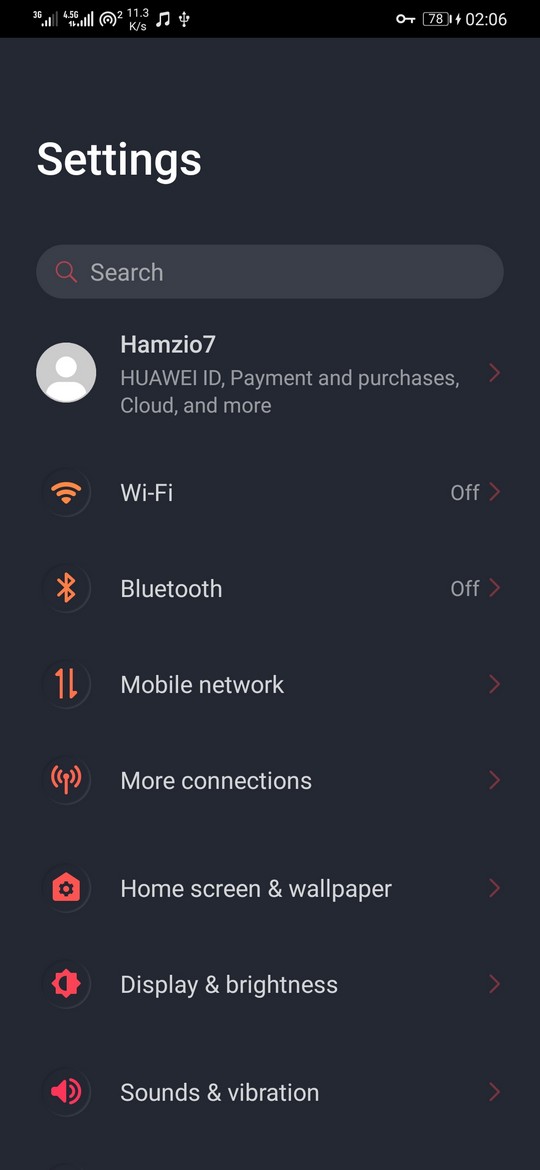 3G 4.5G 2 11.3 K/s 78 02:06
Settings
Search
Hamzio7
HUAWEI ID, Payment and purchases,
Cloud, and more
Wi-Fi Off
Bluetooth Off
Mobile network
More connections
Home screen & wallpaper
Display & brightness
Sounds & vibration